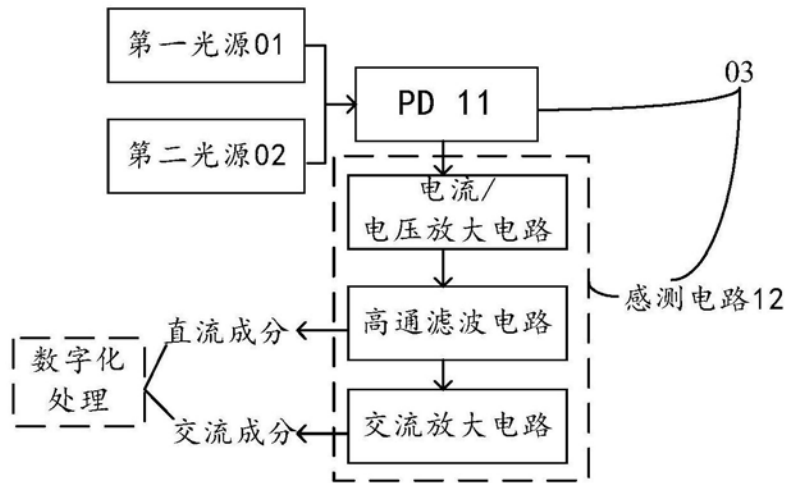 第一光源01
03
PD 11
第二光源02
电流/
电压放大电路
感测电路12
高通滤波电路
直流成分
数字化
处理
交流成分
交流放大电路